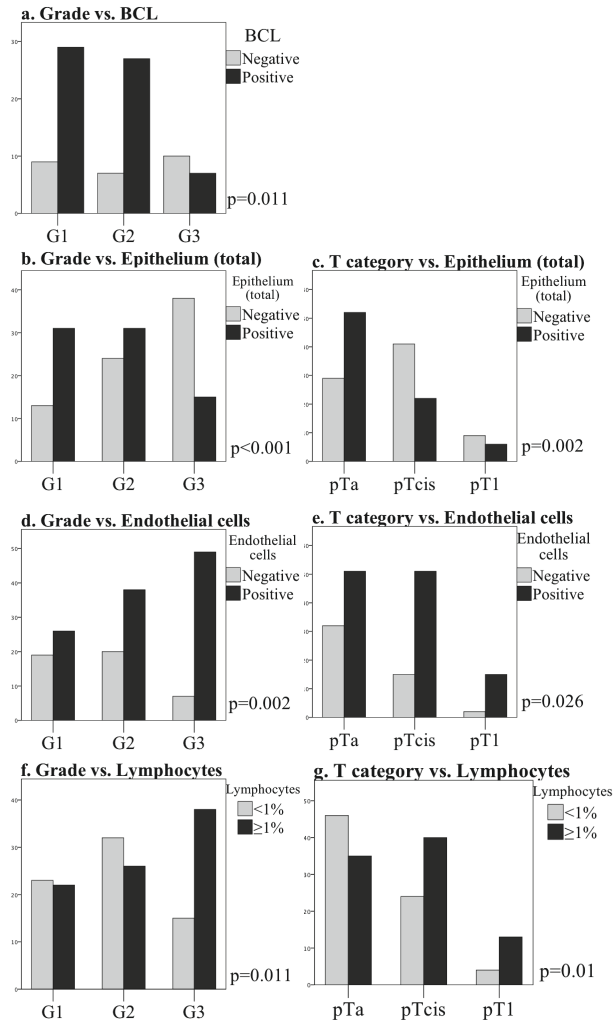 a. Grade vs. BCL
BCL
Negative
Positive
30
20
10
0
p=0.011
G1 G2 G3
b. Grade vs. Epithelium (total)
Epithelium
(total)
Negative
Positive
40
30
20
10
0
p<0.001
G1 G2 G3
c. T category vs. Epithelium (total)
Epithelium
(total)
Negative
Positive
p=0.002
pTa pTcis pT1
d. Grade vs. Endothelial cells
Endothelial
cells
Negative
Positive
50
40
30
20
10
0
p=0.002
G1 G2 G3
e. T category vs. Endothelial cells
Endothelial
cells
Negative
Positive
p=0.026
pTa pTcis pT1
f. Grade vs. Lymphocytes
Lymphocytes
<1%
≥1%
40
30
20
10
0
p=0.011
G1 G2 G3
g. T category vs. Lymphocytes
Lymphocytes
<1%
≥1%
50
40
30
20
10
0
p=0.01
pTa pTcis pT1